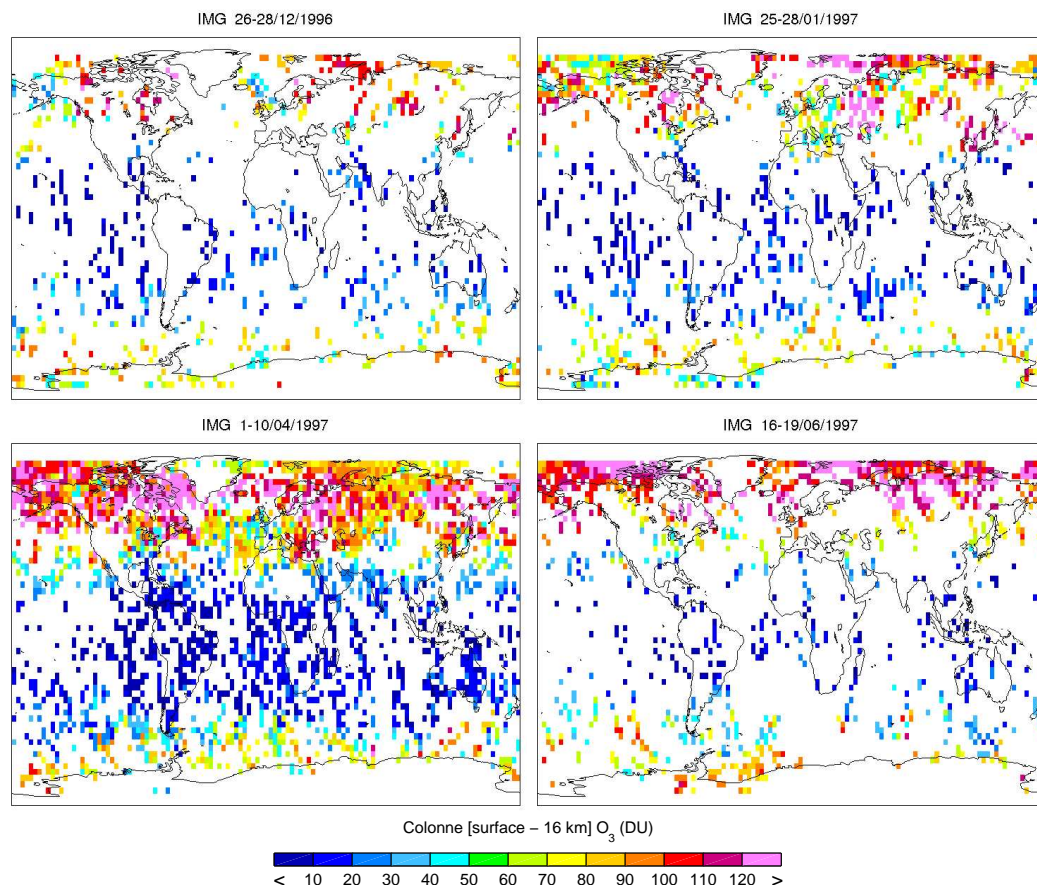 IMG 26-28/12/1996
IMG 25-28/01/1997
IMG 1-10/04/1997
IMG 16-19/06/1997
Colonne [surface − 16 km] O3 (DU)
< 10 20 30 40 50 60 70 80 90 100 110 120 >